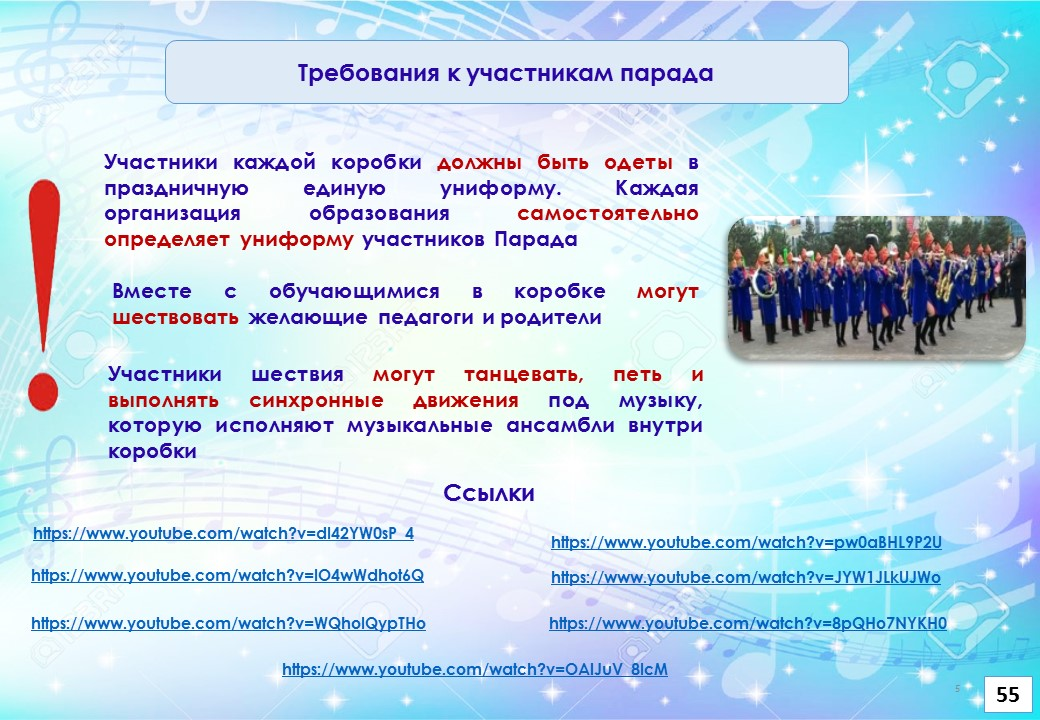 Требования к участникам парада
Участники каждой коробки должны быть одеты в
праздничную единую униформу. Каждая
организация образования самостоятельно
определяет униформу участников Парада
Вместе с обучающимися в коробке могут
шествовать желающие педагоги и родители
Участники шествия могут танцевать, петь и
выполнять синхронные движения под музыку,
которую исполняют музыкальные ансамбли внутри
коробки
Ссылки
https://www.youtube.com/watch?v=dI42YW0sP_4
https://www.youtube.com/watch?v=pw0aBHL9P2U
https://www.youtube.com/watch?v=IO4wWdhot6Q
https://www.youtube.com/watch?v=JYW1JLkUJWo
https://www.youtube.com/watch?v=WQhoIQypTHo
https://www.youtube.com/watch?v=8pQHo7NYKH0
https://www.youtube.com/watch?v=OAIJuV_8IcM
5
55